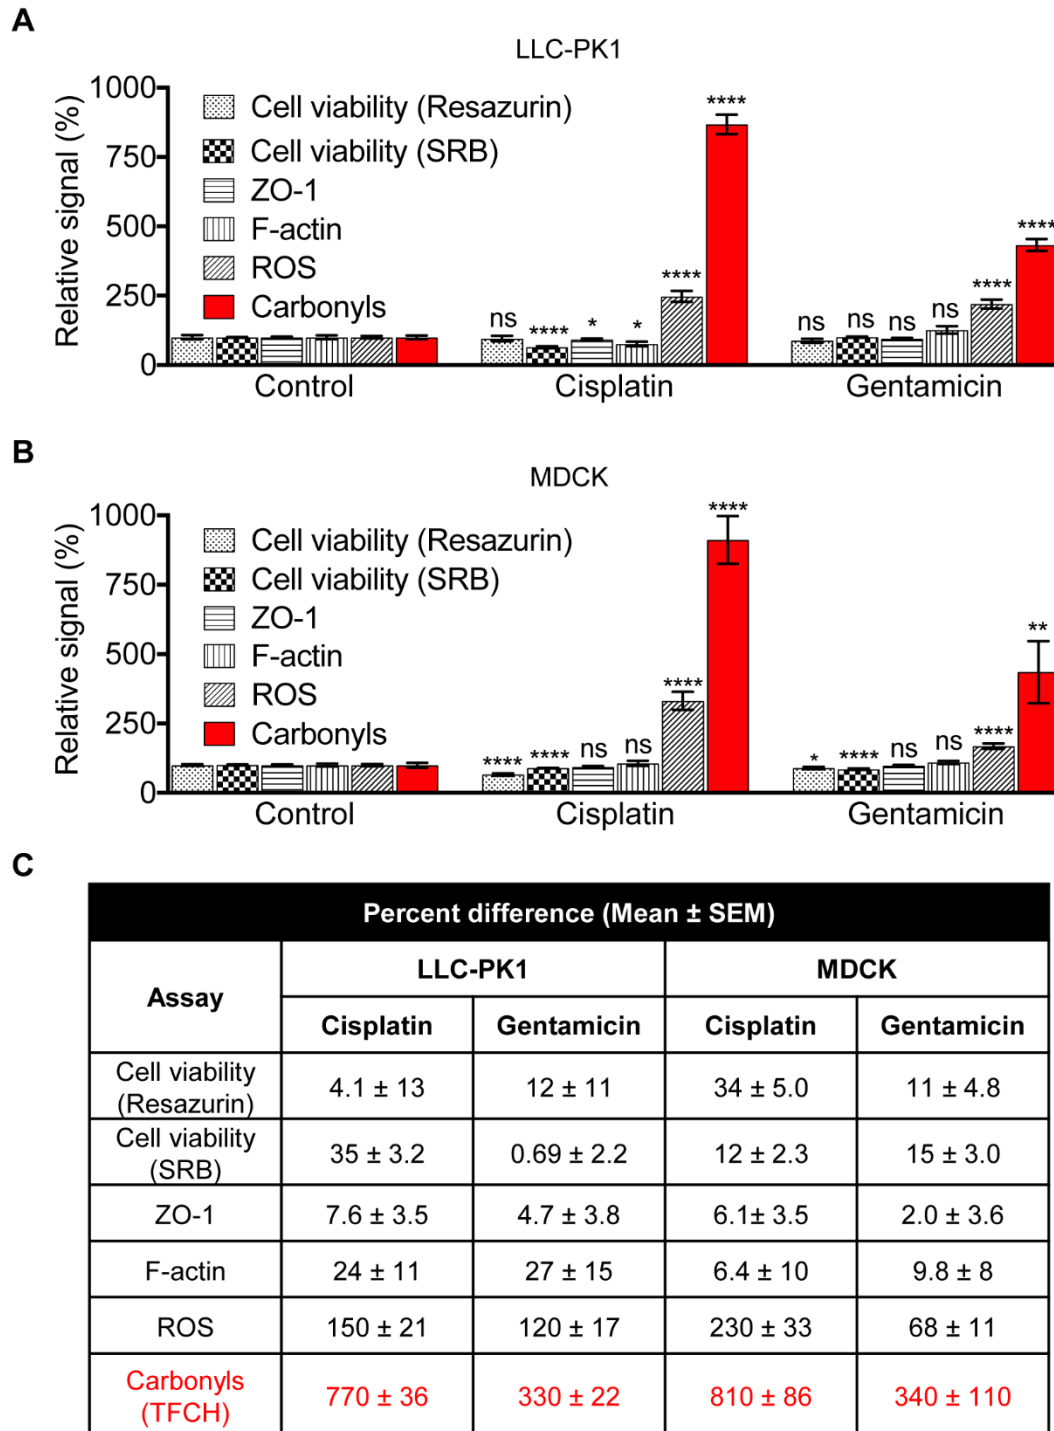 A
LLC-PK1
Relative signal (%)
1000
750
500
250
0
Cell viability (Resazurin)
Cell viability (SRB)
ZO-1
F-actin
ROS
Carbonyls
ns
****
*
*
****
****
ns
ns
ns
ns
****
****
Control
Cisplatin
Gentamicin
B
MDCK
Relative signal (%)
1000
750
500
250
0
Cell viability (Resazurin)
Cell viability (SRB)
ZO-1
F-actin
ROS
Carbonyls
****
****
ns
ns
****
****
*
****
ns
ns
****
**
Control
Cisplatin
Gentamicin
C
Percent difference (Mean ± SEM)
Assay
LLC-PK1
MDCK
Cisplatin
Gentamicin
Cisplatin
Gentamicin
Cell viability
(Resazurin)
4.1 ± 13
12 ± 11
34 ± 5.0
11 ± 4.8
Cell viability
(SRB)
35 ± 3.2
0.69 ± 2.2
12 ± 2.3
15 ± 3.0
ZO-1
7.6 ± 3.5
4.7 ± 3.8
6.1± 3.5
2.0 ± 3.6
F-actin
24 ± 11
27 ± 15
6.4 ± 10
9.8 ± 8
ROS
150 ± 21
120 ± 17
230 ± 33
68 ± 11
Carbonyls
(TFCH)
770 ± 36
330 ± 22
810 ± 86
340 ± 110